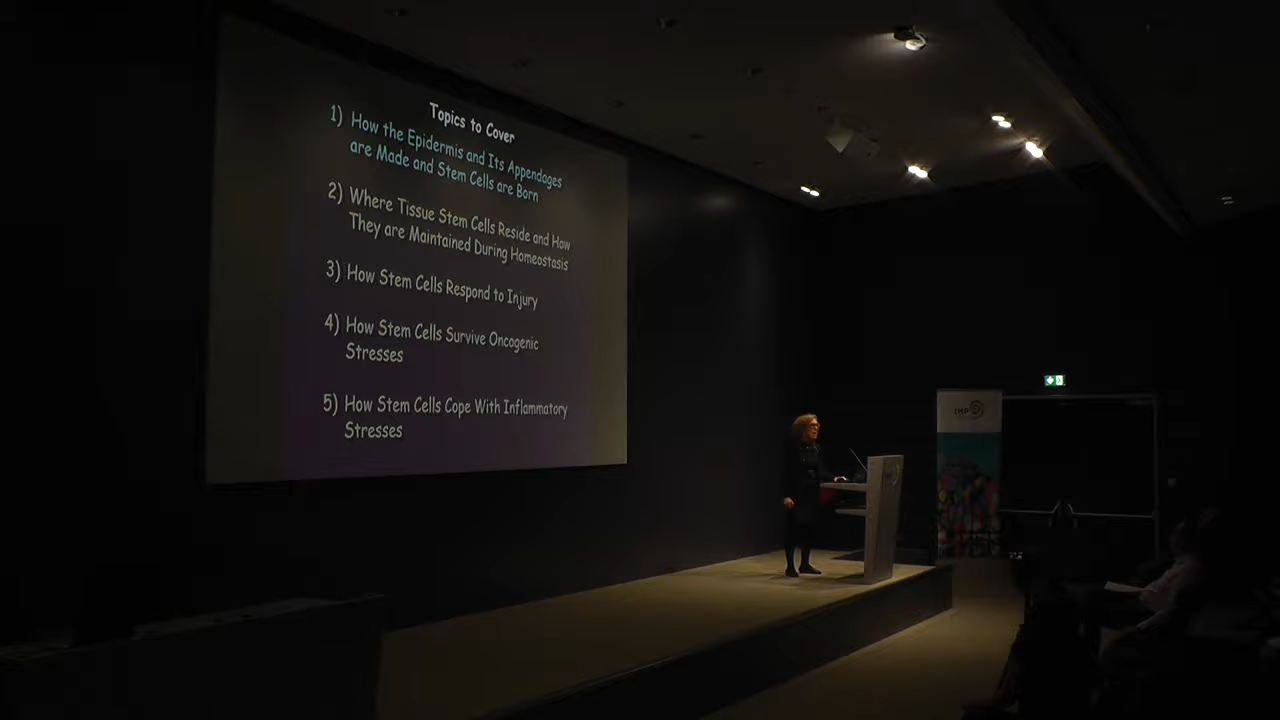 Topics to Cover
1) How the Epidermis and Its Appendages
are Made and Stem Cells are Born
2) Where Tissue Stem Cells Reside and How
They are Maintained During Homeostasis
3) How Stem Cells Respond to Injury
4) How Stem Cells Survive Oncogenic
Stresses
5) How Stem Cells Cope With Inflammatory
Stresses
IMP